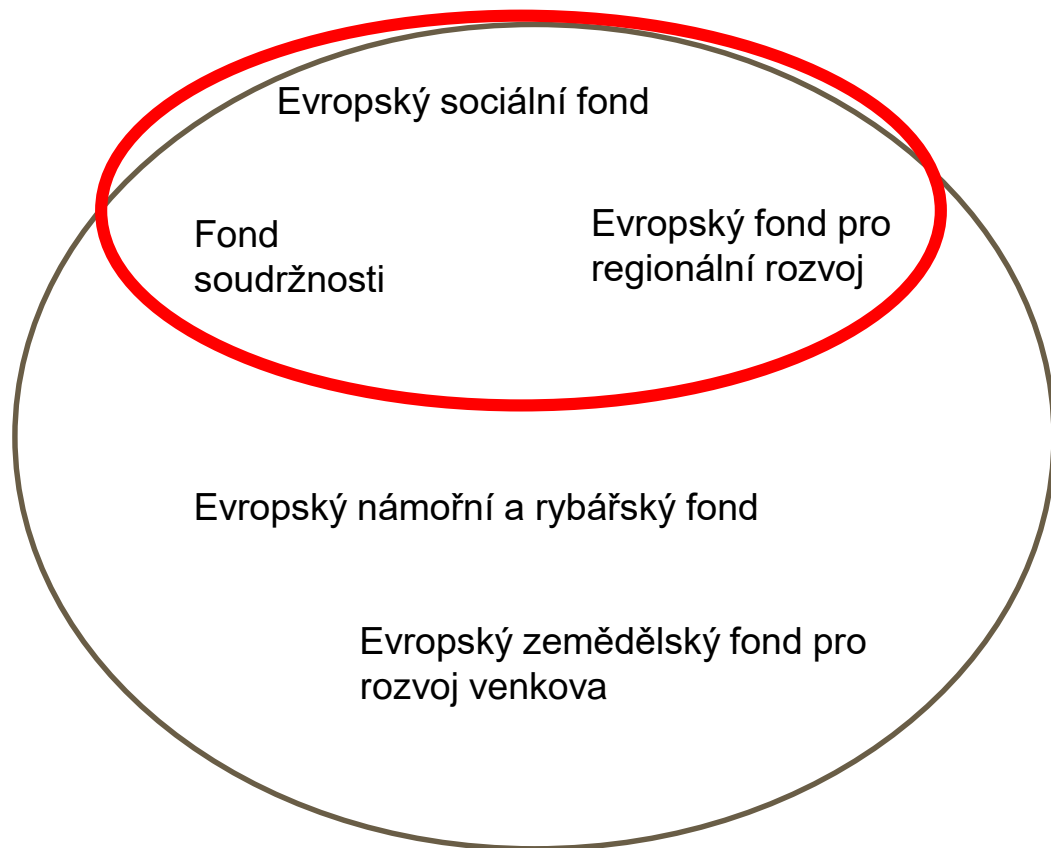 Evropský sociální fond
Fond
soudržnosti
Evropský fond pro
regionální rozvoj
Evropský námořní a rybářský fond
Evropský zemědělský fond pro
rozvoj venkova